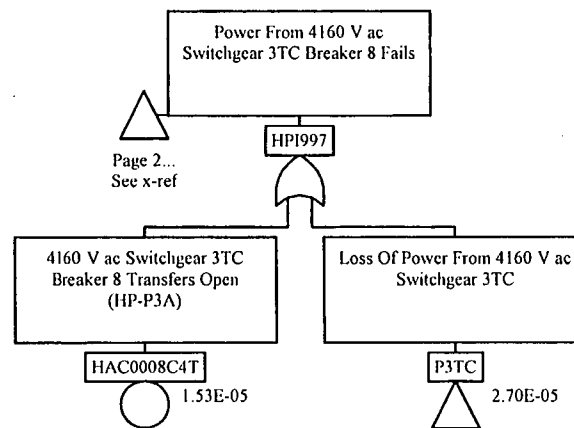 Power From 4160 V ac
Switchgear 3TC Breaker 8 Fails
HPI997
Page 2...
See x-ref
4160 V ac Switchgear 3TC
Breaker 8 Transfers Open
(HP-P3A)
HAC0008C4T
1.53E-05
Loss Of Power From 4160 V ac
Switchgear 3TC
P3TC
2.70E-05